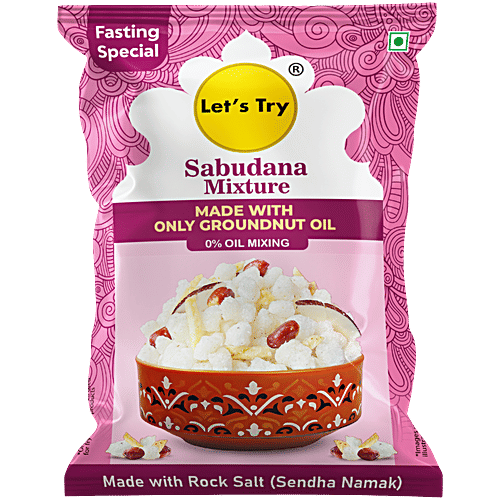 Fasting
Special
®
Let's Try
Sabudana
Mixture
MADE WITH
ONLY GROUNDNUT OIL
0% OIL MIXING
Made with Rock Salt (Sendha Namak)